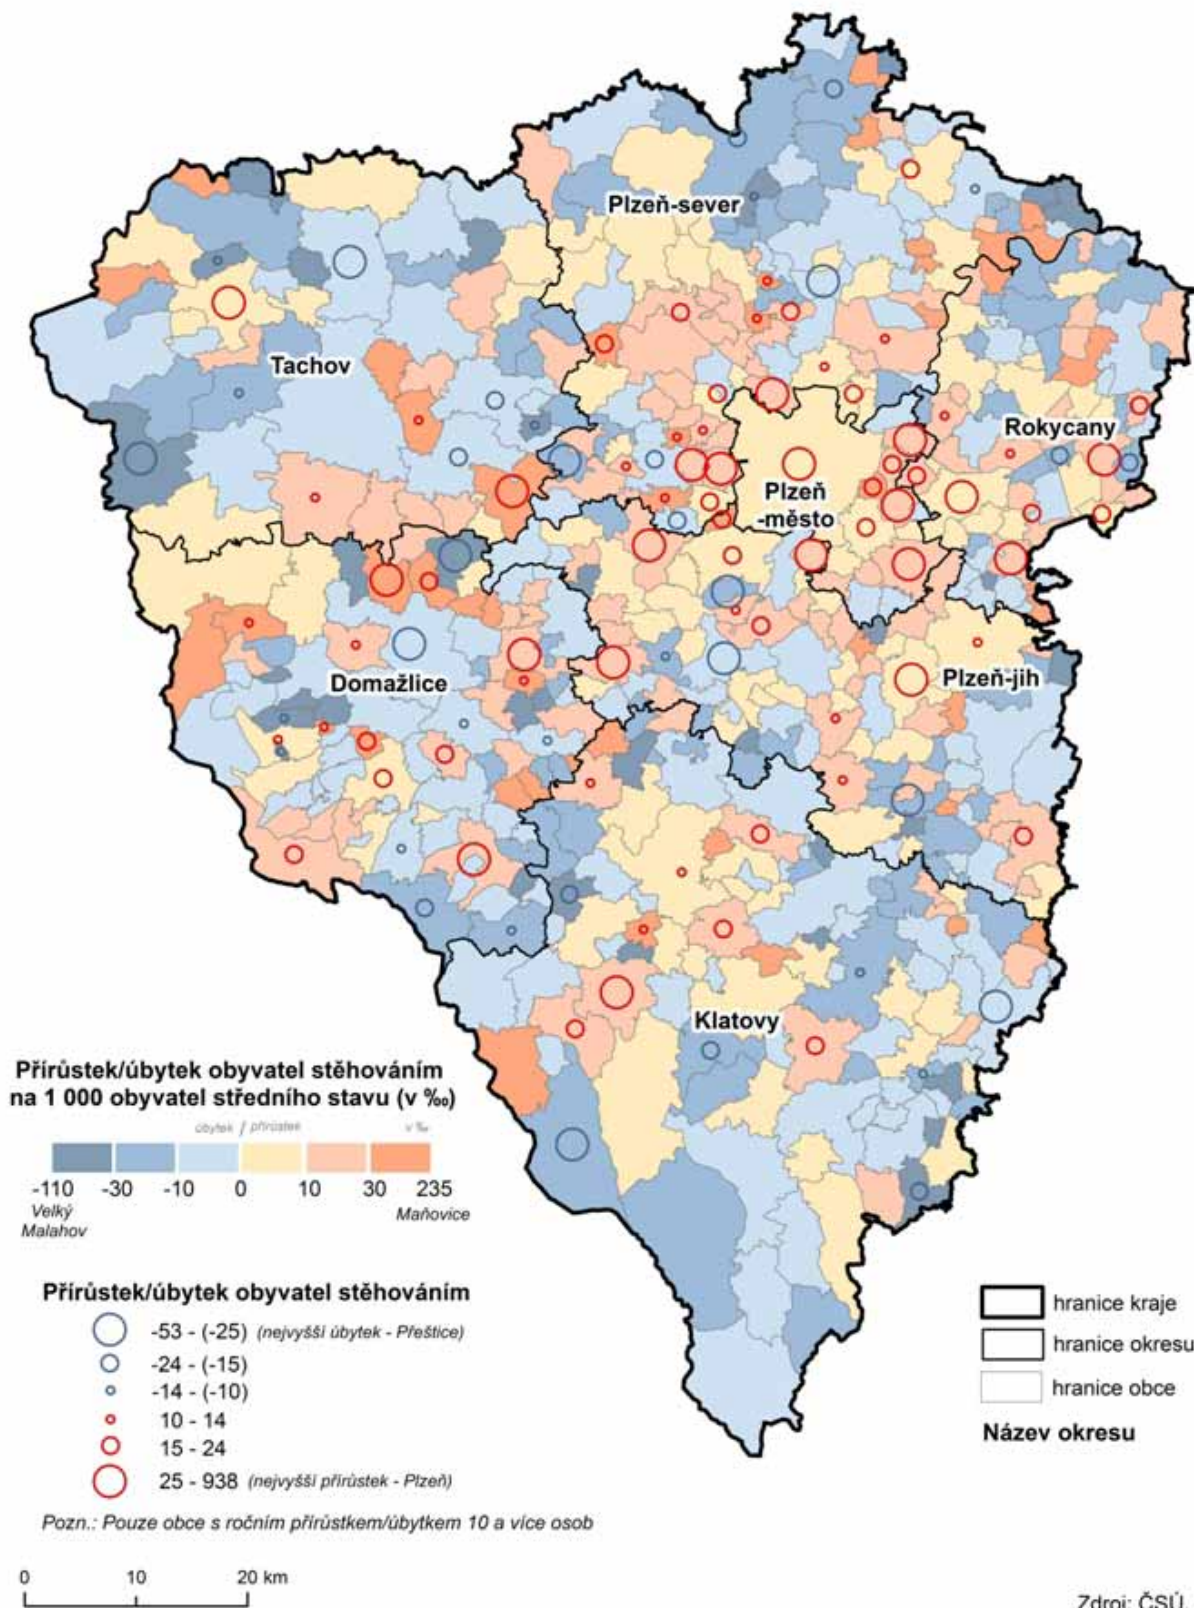 Plzeň-sever
Tachov
Rokycany
Plzeň
-město
Domažlice
Plzeň-jih
Klatovy
Přírůstek/úbytek obyvatel stěhováním
na 1 000 obyvatel středního stavu (v ‰)
úbytek / přírůstek v ‰
-110 -30 -10 0 10 30 235
Velký
Malahov
Maňovice
Přírůstek/úbytek obyvatel stěhováním
-53 - (-25) (nejvyšší úbytek - Přeštice)
-24 - (-15)
-14 - (-10)
10 - 14
15 - 24
25 - 938 (nejvyšší přírůstek - Plzeň)
Pozn.: Pouze obce s ročním přírůstkem/úbytkem 10 a více osob
hranice kraje
hranice okresu
hranice obce
Název okresu
0 10 20 km
Zdroj: ČSÚ.